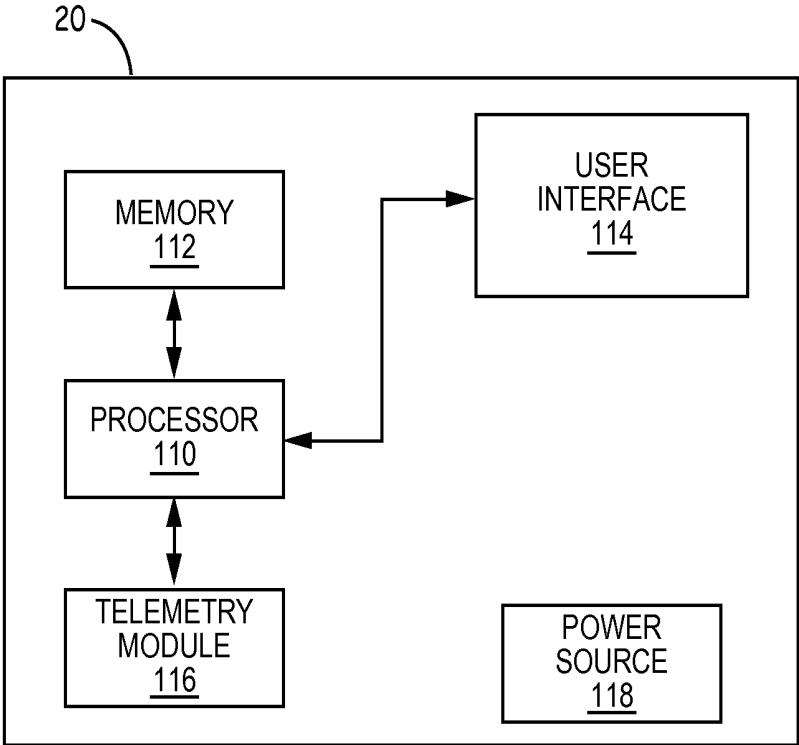 20
MEMORY
112
USER
INTERFACE
114
PROCESSOR
110
TELEMETRY
MODULE
116
POWER
SOURCE
118